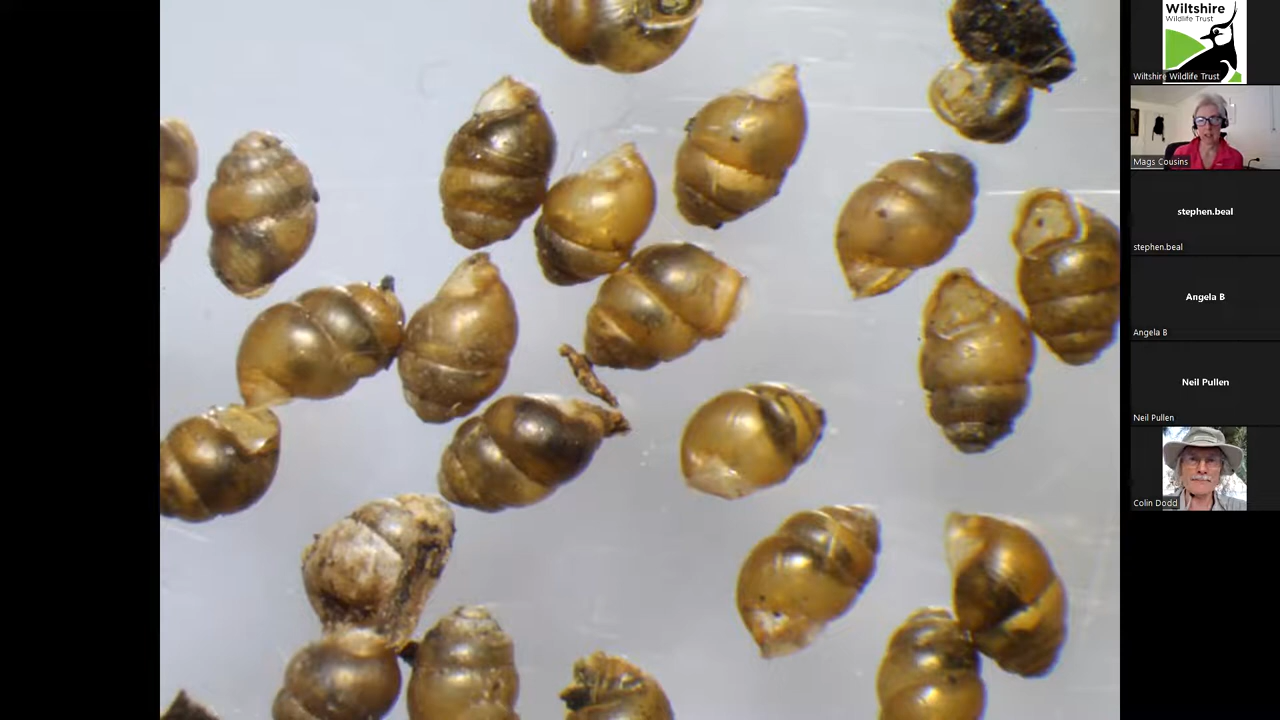 Wiltshire
Wildlife Trust
Wiltshire Wildlife Trust
Mags Cousins
stephen.beal
stephen.beal
Angela B
Angela B
Neil Pullen
Neil Pullen
Colin Dodd